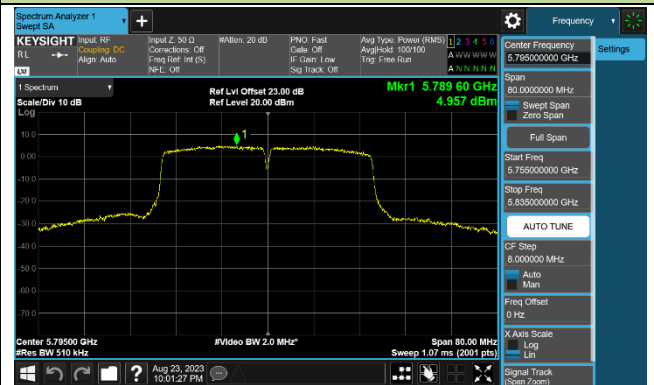 Spectrum Analyzer 1
Swept SA
+
Frequency
KEYSIGHT
RL
LXI
Input: RF
Coupling: DC
Align: Auto
Input Z: 50 Ω
Corrections: Off
Freq Ref: Int (S)
NFE: Off
#Atten: 20 dB
PNO: Fast
Gate: Off
IF Gain: Low
Sig Track: Off
Avg Type: Power (RMS)
Avg|Hold: 100/100
Trig: Free Run
1 2 3 4 5 6
A W W W W W
A N N N N N
1 Spectrum
Scale/Div 10 dB
Log
Ref Lvl Offset 23.00 dB
Ref Level 20.00 dBm
Mkr1 5.789 60 GHz
4.957 dBm
1
10.0
0.00
-10.0
-20.0
-30.0
-40.0
-50.0
-60.0
-70.0
Center 5.79500 GHz
#Res BW 510 kHz
#Video BW 2.0 MHz*
Span 80.00 MHz
Sweep 1.07 ms (2001 pts)
?
Aug 23, 2023
10:01:27 PM
Center Frequency
5.795000000 GHz
Settings
Span
80.0000000 MHz
Swept Span
Zero Span
Full Span
Start Freq
5.755000000 GHz
Stop Freq
5.835000000 GHz
AUTO TUNE
CF Step
8.000000 MHz
Auto
Man
Freq Offset
0 Hz
X Axis Scale
Log
Lin
Signal Track
(Span Zoom)